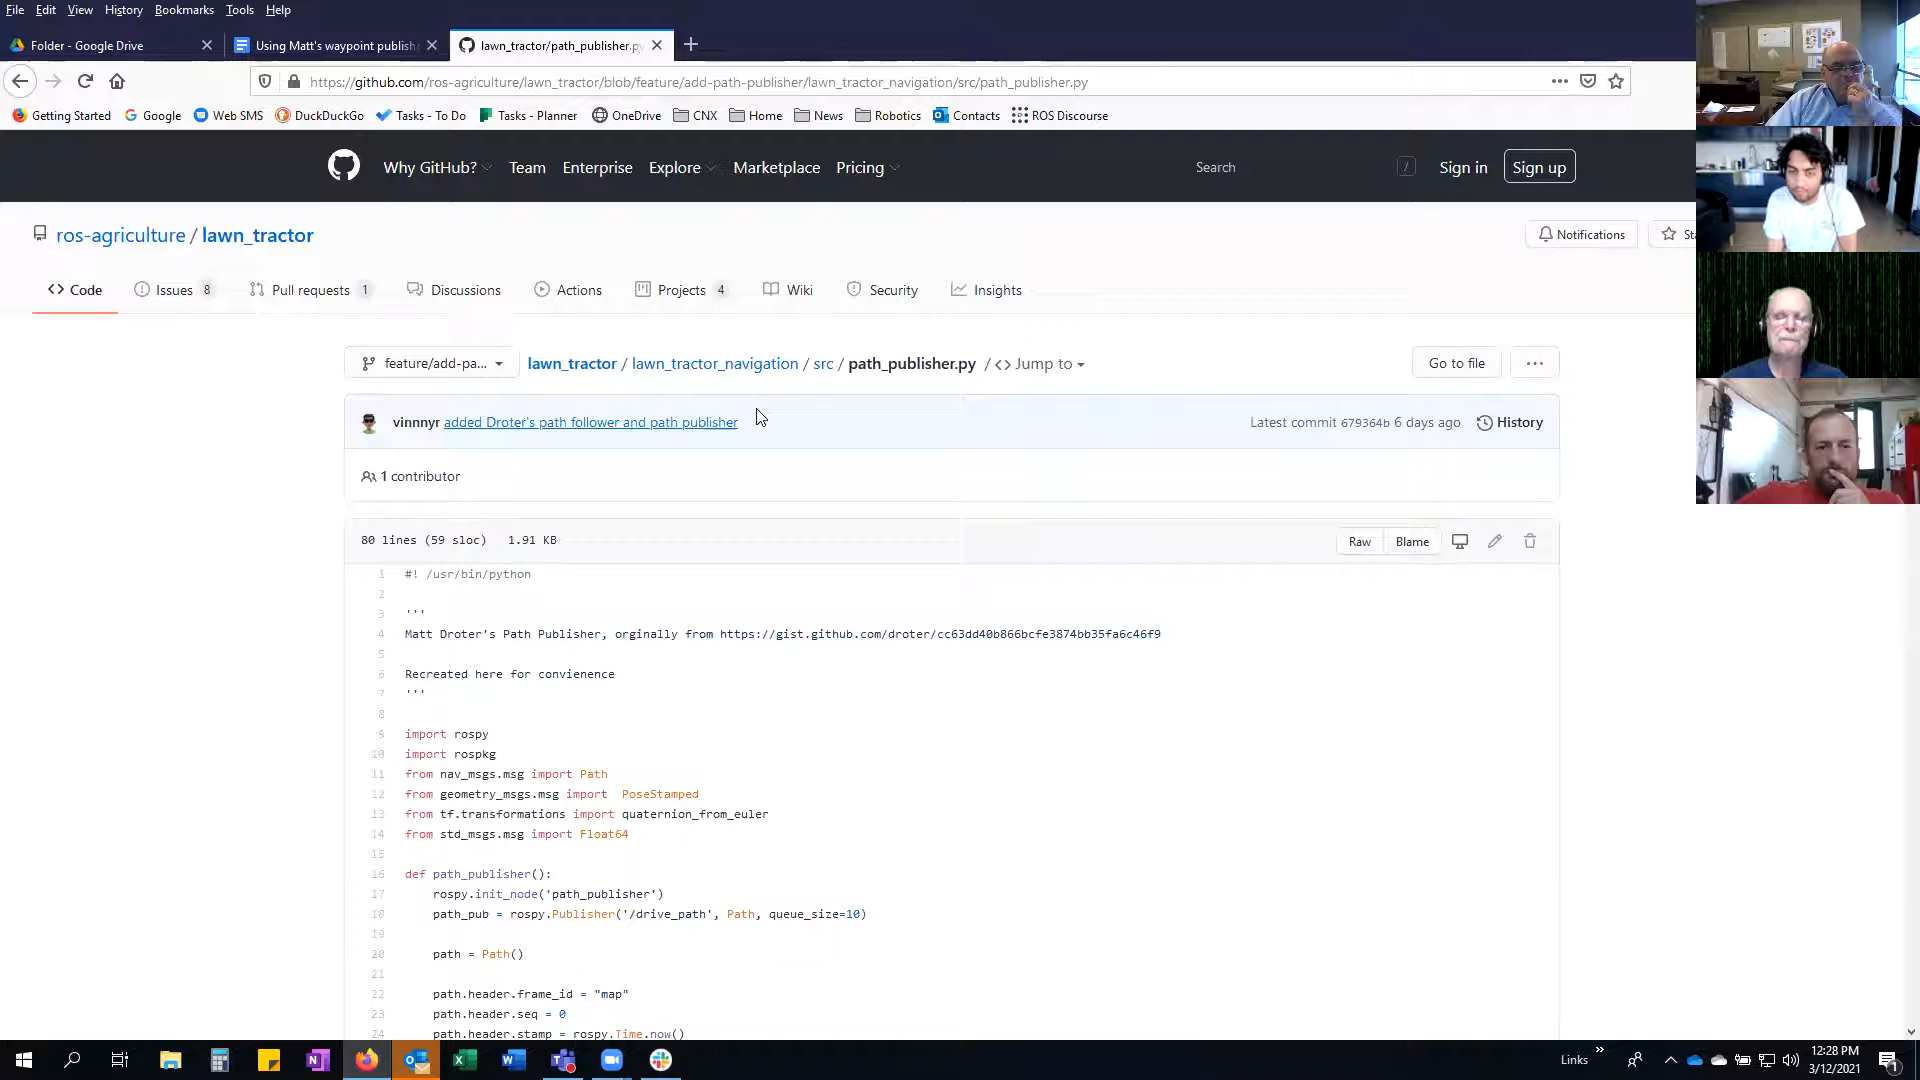 File Edit View History Bookmarks Tools Help
Folder - Google Drive
Using Matt's waypoint publish
lawn_tractor/path_publisher.py
https://github.com/ros-agriculture/lawn_tractor/blob/feature/add-path-publisher/lawn_tractor_navigation/src/path_publisher.py
Getting Started Google Web SMS DuckDuckGo Tasks - To Do Tasks - Planner OneDrive CNX Home News Robotics Contacts ROS Discourse
Why GitHub? Team Enterprise Explore Marketplace Pricing Search / Sign in Sign up
ros-agriculture / lawn_tractor
Notifications
Sta
Code Issues 8 Pull requests 1 Discussions Actions Projects 4 Wiki Security Insights
feature/add-pa... lawn_tractor / lawn_tractor_navigation / src / path_publisher.py / <> Jump to Go to file ...
vinnnyr added Droter's path follower and path publisher Latest commit 679364b 6 days ago History
1 contributor
80 lines (59 sloc) 1.91 KB Raw Blame
1 #! /usr/bin/python
2
3 '''
4 Matt Droter's Path Publisher, orginally from https://gist.github.com/droter/cc63dd40b866bcfe3874bb35fa6c46f9
5
6 Recreated here for convienence
7 '''
8
9 import rospy
10 import rospkg
11 from nav_msgs.msg import Path
12 from geometry_msgs.msg import  PoseStamped
13 from tf.transformations import quaternion_from_euler
14 from std_msgs.msg import Float64
15
16 def path_publisher():
17 rospy.init_node('path_publisher')
18 path_pub = rospy.Publisher('/drive_path', Path, queue_size=10)
19
20 path = Path()
21
22 path.header.frame_id = "map"
23 path.header.seq = 0
24 path.header.stamp = rospy.Time.now()
Links » 12:28 PM
3/12/2021
1